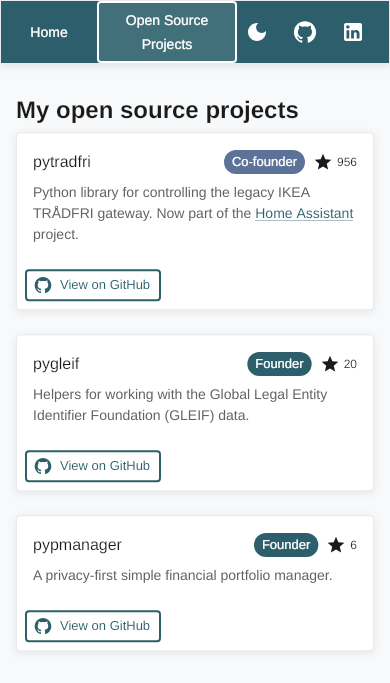 Home
Open Source
Projects
My open source projects
pytradfri
Co-founder
956
Python library for controlling the legacy IKEA
TRÅDFRI gateway. Now part of the Home Assistant
project.
View on GitHub
pygleif
Founder
20
Helpers for working with the Global Legal Entity
Identifier Foundation (GLEIF) data.
View on GitHub
pypmanager
Founder
6
A privacy-first simple financial portfolio manager.
View on GitHub